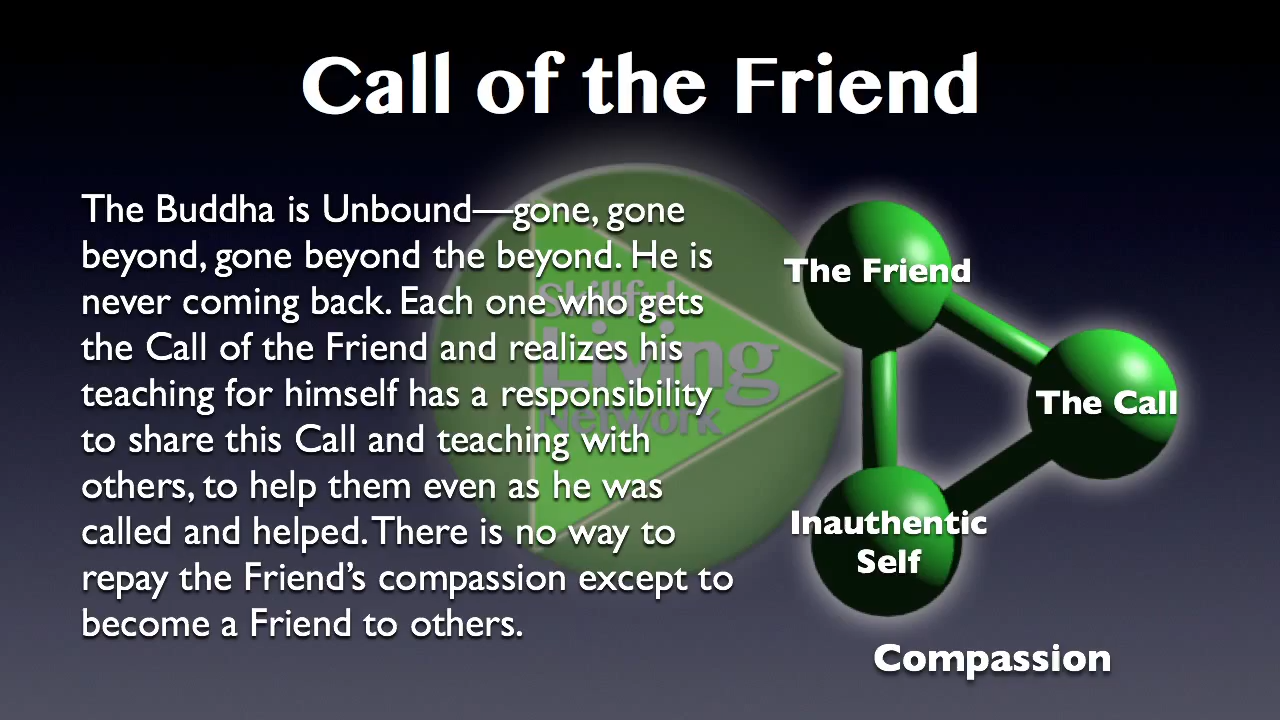 Call of the Friend
The Buddha is Unbound—gone, gone
beyond, gone beyond the beyond. He is
never coming back. Each one who gets
the Call of the Friend and realizes his
teaching for himself has a responsibility
to share this Call and teaching with
others, to help them even as he was
called and helped. There is no way to
repay the Friend’s compassion except to
become a Friend to others.
Skillful
Living
Network
The Friend
The Call
Inauthentic
Self
Compassion